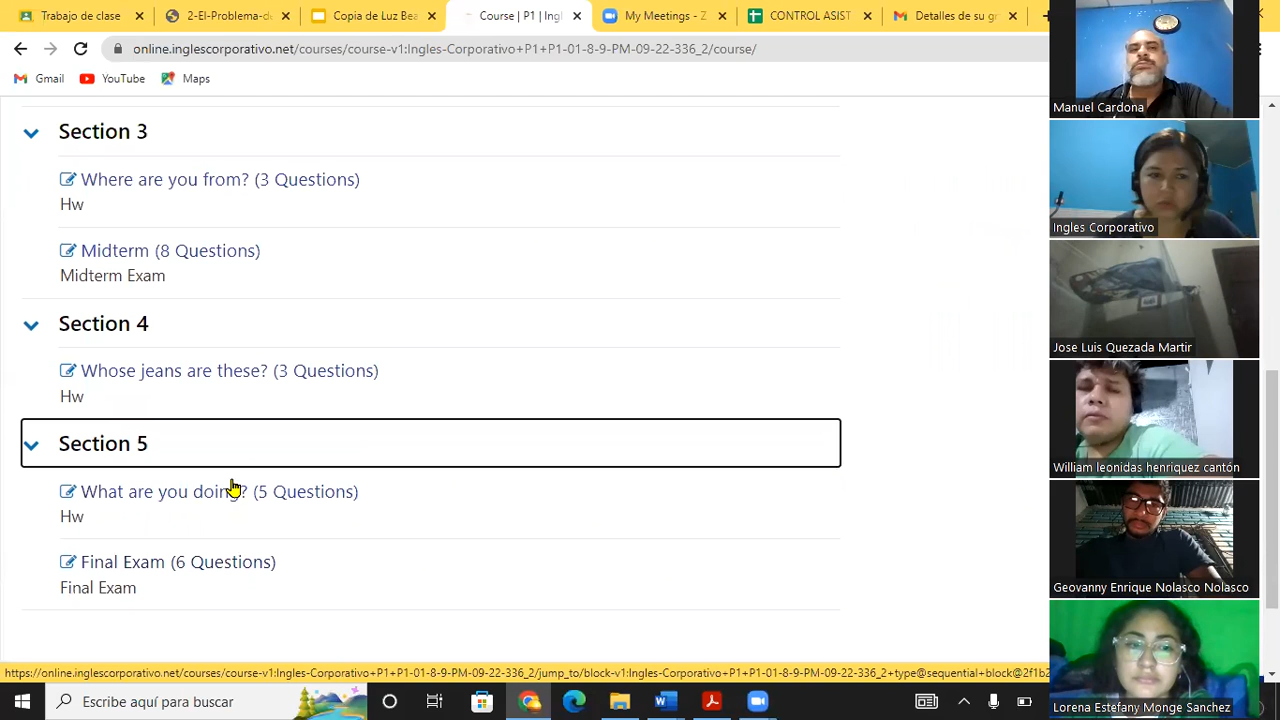 Trabajo de clase
2-El-Problema-d
Copia de Luz Bea
Course | P1 | Ingl
My Meetings - Z
CONTROL ASIST
Detalles de su gr
online.inglescorporativo.net/courses/course-v1:Ingles-Corporativo+P1+P1-01-8-9-PM-09-22-336_2/course/
Gmail
YouTube
Maps
Section 3
Where are you from? (3 Questions)
Hw
Midterm (8 Questions)
Midterm Exam
Section 4
Whose jeans are these? (3 Questions)
Hw
Section 5
What are you doing? (5 Questions)
Hw
Final Exam (6 Questions)
Final Exam
https://online.inglescorporativo.net/courses/course-v1:Ingles-Corporativo+P1+P1-01-8-9-PM-09-22-336_2/jump_to/block-v1:Ingles-Corporativo+P1+P1-01-8-9-PM-09-22-336_2+type@sequential+block@2f1b2
Escribe aquí para buscar
Manuel Cardona
Ingles Corporativo
Jose Luis Quezada Martir
William leonidas henriquez cantón
Geovanny Enrique Nolasco Nolasco
Lorena Estefany Monge Sanchez